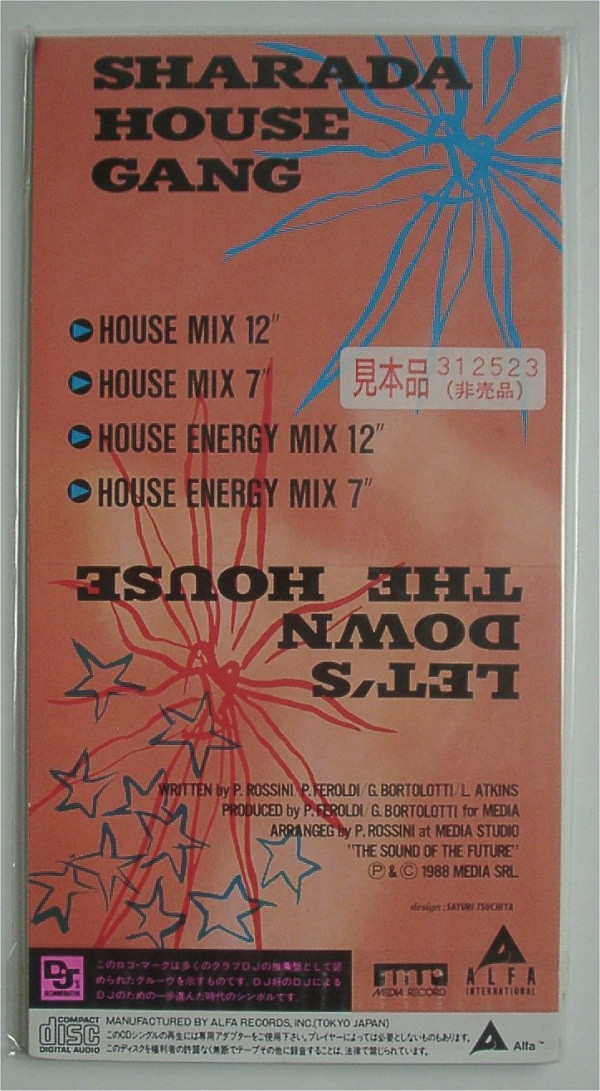 SHARADA
HOUSE
GANG
HOUSE MIX 12"
HOUSE MIX 7"
見本品 312523
(非売品)
HOUSE ENERGY MIX 12"
HOUSE ENERGY MIX 7"
LET'S
DOWN
THE HOUSE
WRITTEN by P. ROSSINI/P. FEROLDI/G. BORTOLOTTI/L. ATKINS
PRODUCED by P. FEROLDI/G. BORTOLOTTI for MEDIA
ARRANGEG by P. ROSSINI at MEDIA STUDIO
"THE SOUND OF THE FUTURE"
Ⓟ & Ⓒ 1988 MEDIA SRL.
design: SAYURI TSUCHIYA
DJ's
RECOMMENDATION
このロゴ・マークは多くのクラブDJの推薦盤として認
められたグルーヴを示すものです。DJ好のDJによる
DJのための一歩進んだ時代のシンボルです。
MEDIA RECORD
ALFA
INTERNATIONAL
COMPACT
disc
DIGITAL AUDIO
MANUFACTURED BY ALFA RECORDS, INC.(TOKYO JAPAN)
このCDシングルの再生には専用アダプターをご使用下さい。プレイヤーによっては必要としないものもあります。
このディスクを権利者の許諾なく無断でテープその他に録音することは、法律で禁じられています。
Alfa™